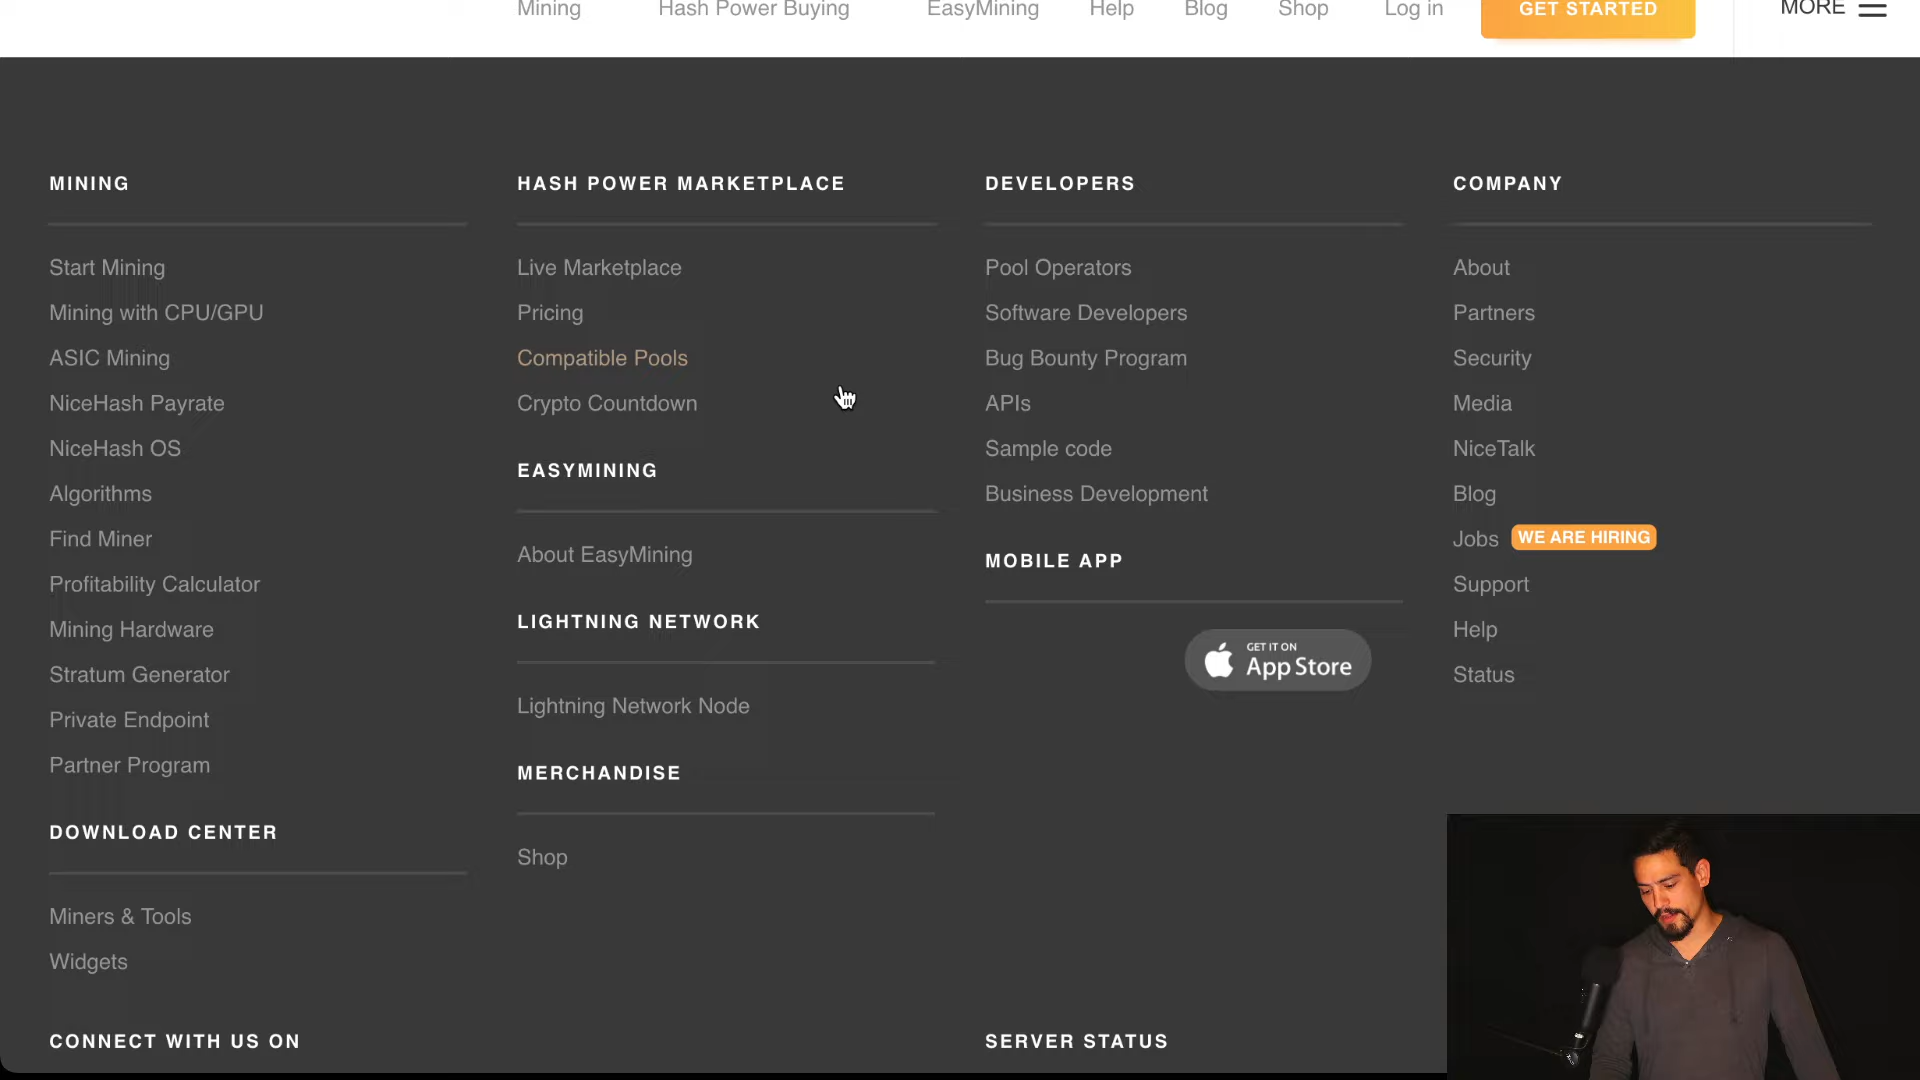 Mining Hash Power Buying EasyMining Help Blog Shop Log in GET STARTED MORE
MINING
Start Mining
Mining with CPU/GPU
ASIC Mining
NiceHash Payrate
NiceHash OS
Algorithms
Find Miner
Profitability Calculator
Mining Hardware
Stratum Generator
Private Endpoint
Partner Program
DOWNLOAD CENTER
Miners & Tools
Widgets
HASH POWER MARKETPLACE
Live Marketplace
Pricing
Compatible Pools
Crypto Countdown
EASYMINING
About EasyMining
LIGHTNING NETWORK
Lightning Network Node
MERCHANDISE
Shop
DEVELOPERS
Pool Operators
Software Developers
Bug Bounty Program
APIs
Sample code
Business Development
MOBILE APP
GET IT ON
App Store
COMPANY
About
Partners
Security
Media
NiceTalk
Blog
Jobs WE ARE HIRING
Support
Help
Status
CONNECT WITH US ON
SERVER STATUS